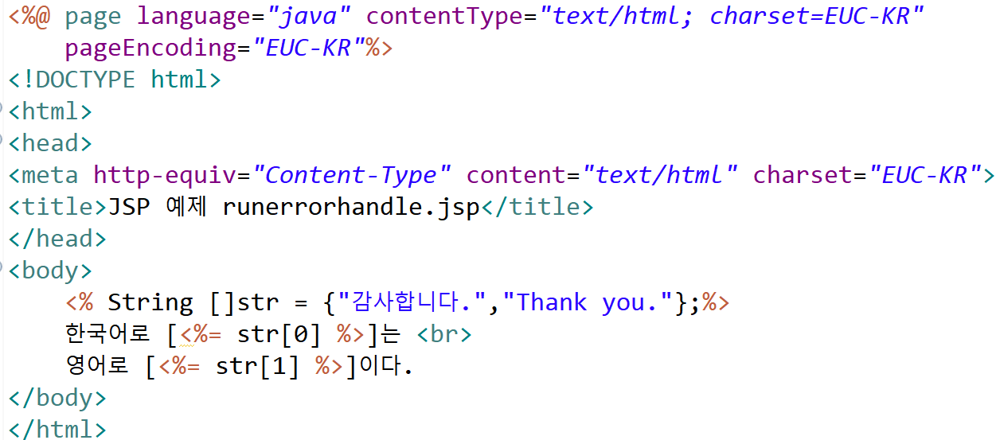 <%@ page language="java" contentType="text/html; charset=EUC-KR"
    pageEncoding="EUC-KR"%>
<!DOCTYPE html>
<html>
<head>
<meta http-equiv="Content-Type" content="text/html" charset="EUC-KR">
<title>JSP 예제 runerrorhandle.jsp</title>
</head>
<body>
    <% String []str = {"감사합니다.","Thank you."};%>
    한국어로 [<%= str[0] %>]는 <br>
    영어로 [<%= str[1] %>]이다.
</body>
</html>